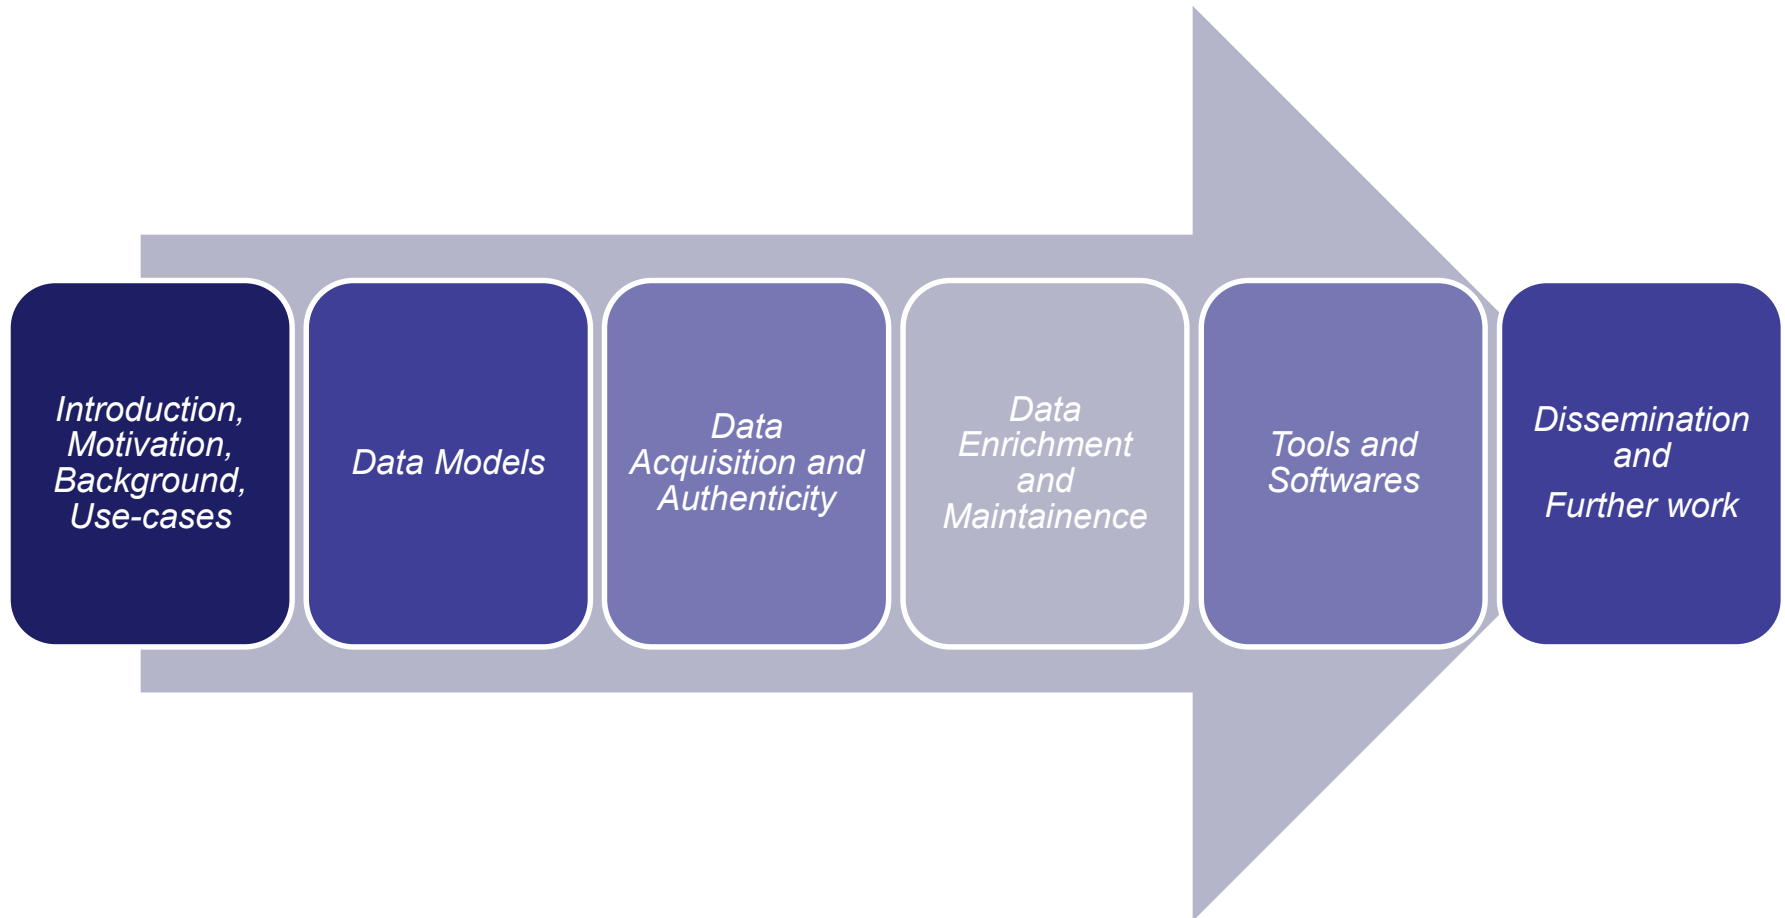 Introduction,
Motivation,
Background,
Use-cases
Data Models
Data
Acquisition and
Authenticity
Data
Enrichment
and
Maintainence
Tools and
Softwares
Dissemination
and
Further work